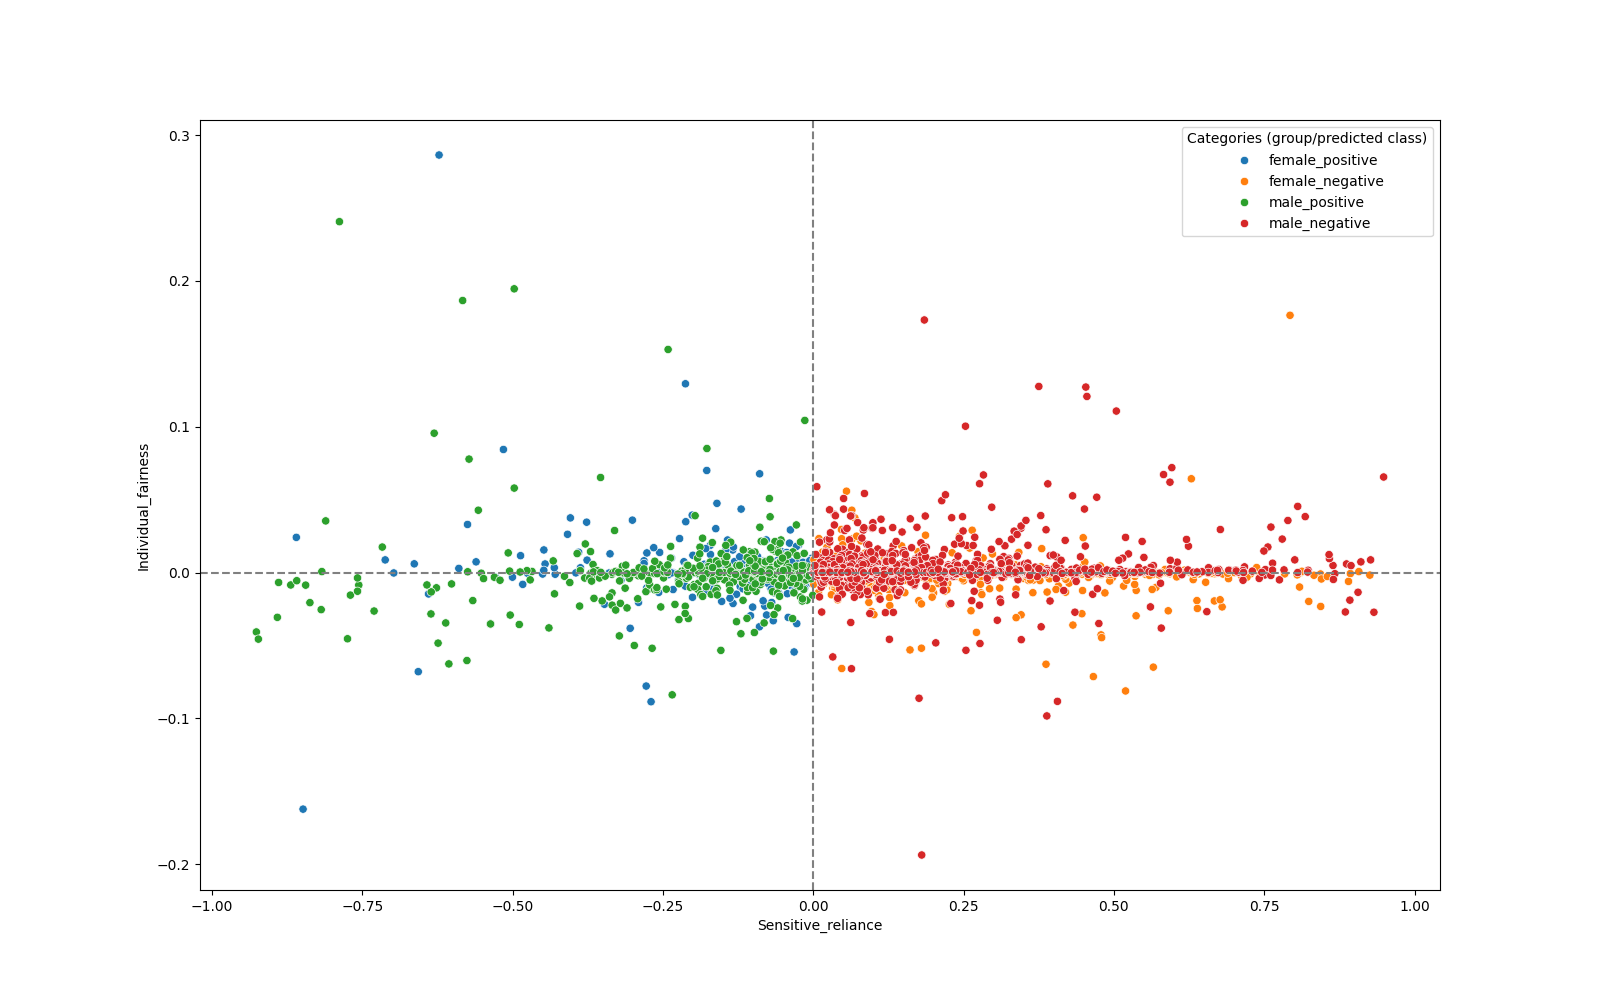 Categories (group/predicted class)
female_positive
female_negative
male_positive
male_negative
0.3
0.2
0.1
0.0
−0.1
−0.2
Individual_fairness
−1.00
−0.75
−0.50
−0.25
0.00
0.25
0.50
0.75
1.00
Sensitive_reliance